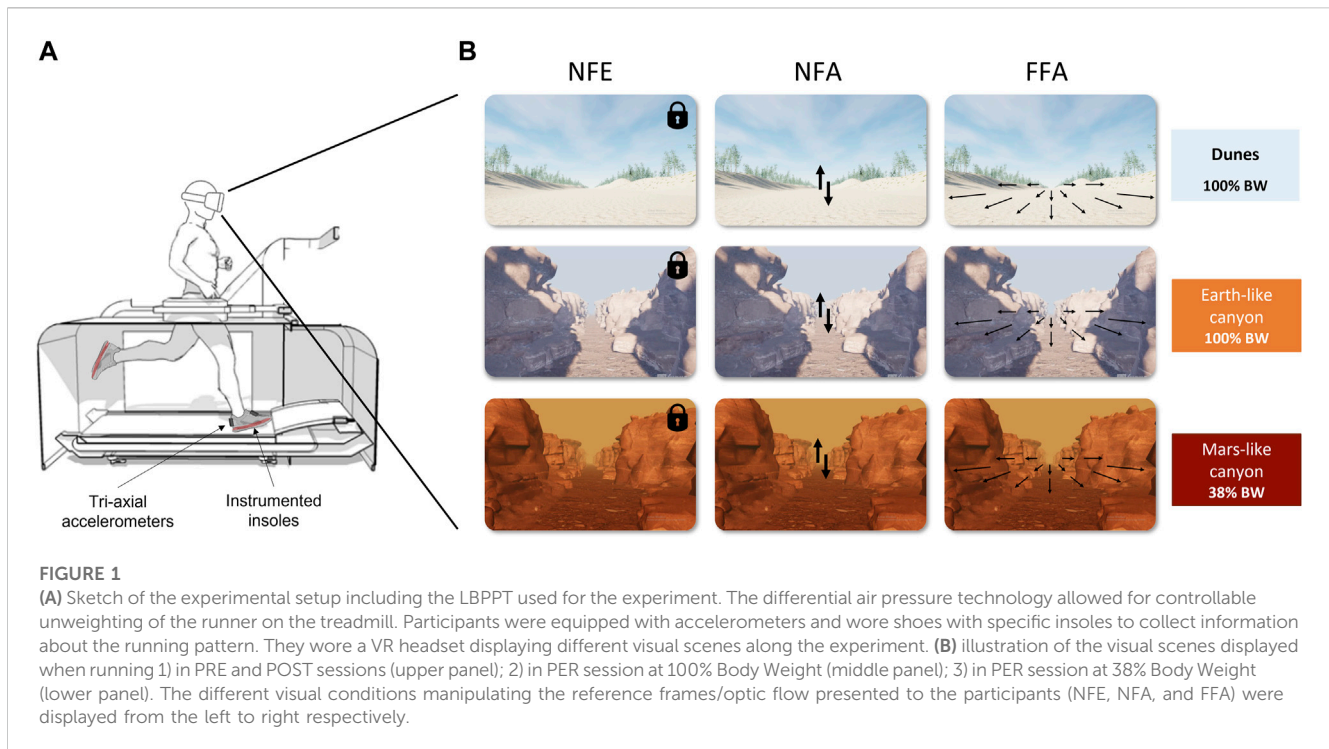 A
B
NFE
NFA
FFA
Dunes
100% BW
Earth-like
canyon
100% BW
Mars-like
canyon
38% BW
Tri-axial
accelerometers
Instrumented
insoles
FIGURE 1
(A) Sketch of the experimental setup including the LBPPT used for the experiment. The differential air pressure technology allowed for controllable
unweighting of the runner on the treadmill. Participants were equipped with accelerometers and wore shoes with specific insoles to collect information
about the running pattern. They wore a VR headset displaying different visual scenes along the experiment. (B) illustration of the visual scenes displayed
when running 1) in PRE and POST sessions (upper panel); 2) in PER session at 100% Body Weight (middle panel); 3) in PER session at 38% Body Weight
(lower panel). The different visual conditions manipulating the reference frames/optic flow presented to the participants (NFE, NFA, and FFA) were
displayed from the left to right respectively.